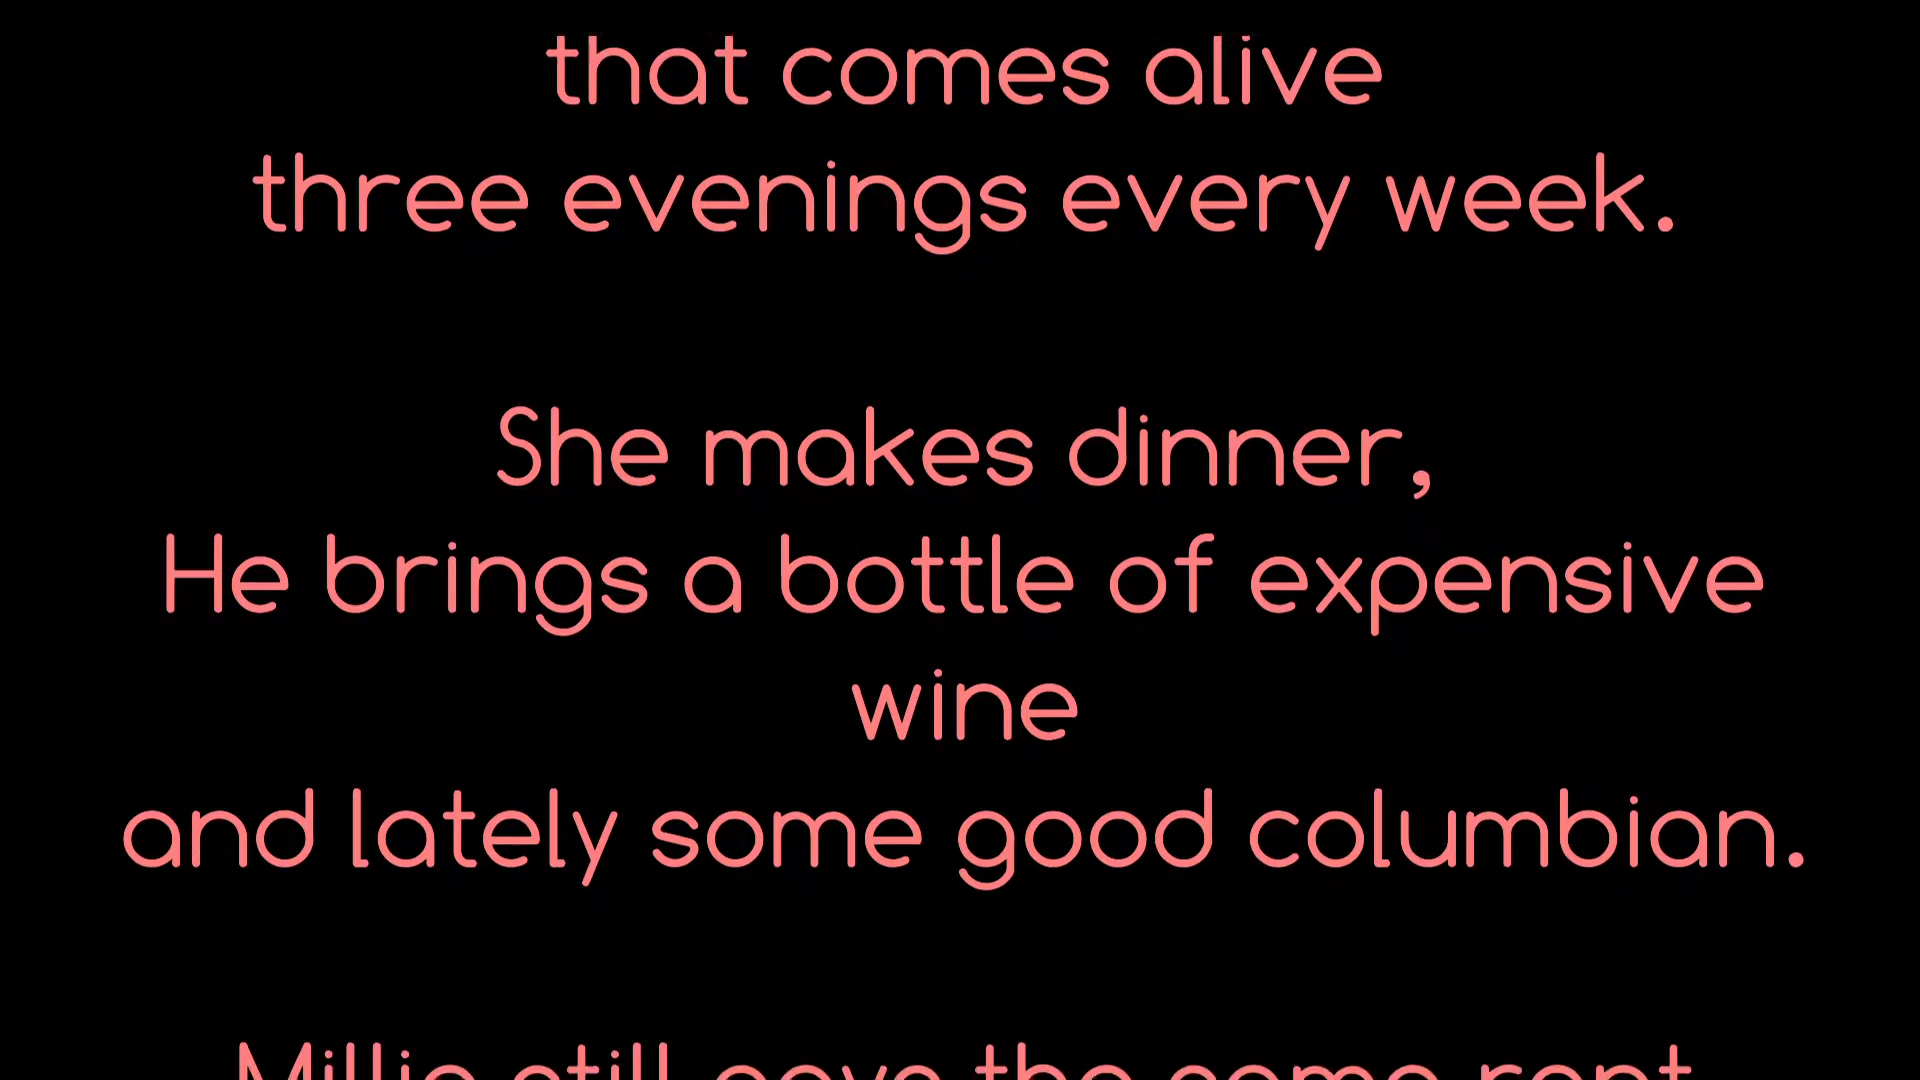 that comes alive
three evenings every week.
She makes dinner,
He brings a bottle of expensive
wine
and lately some good columbian.
Millie still pays the same rent